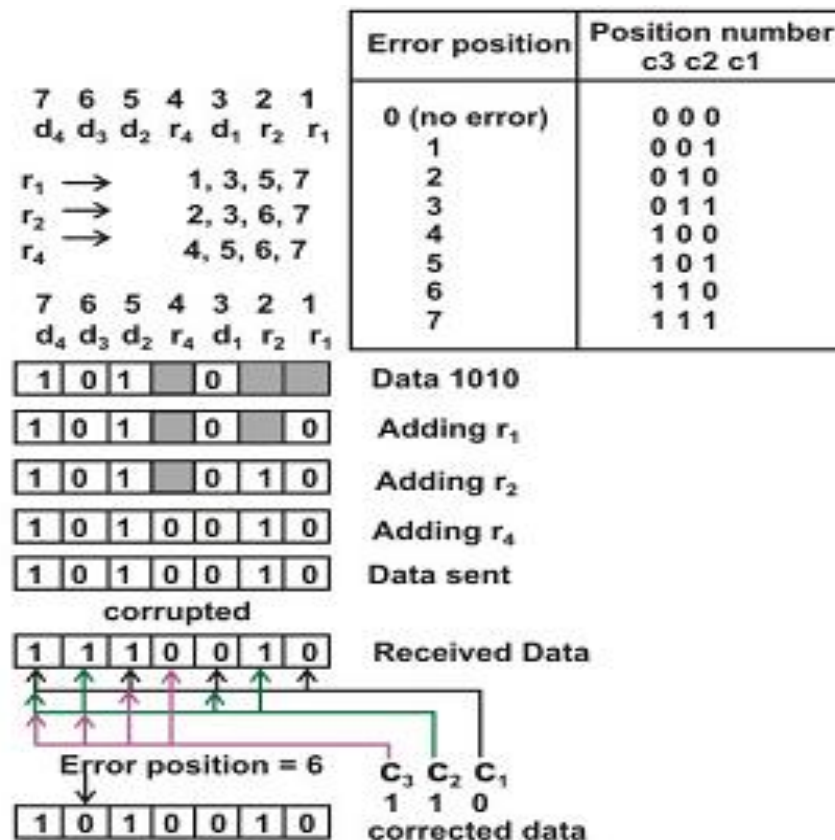 Error position Position number
c3 c2 c1
0 (no error) 0 0 0
1 0 0 1
2 0 1 0
3 0 1 1
4 1 0 0
5 1 0 1
6 1 1 0
7 1 1 1
7 6 5 4 3 2 1
d4 d3 d2 r4 d1 r2 r1
r1 → 1, 3, 5, 7
r2 → 2, 3, 6, 7
r4 → 4, 5, 6, 7
7 6 5 4 3 2 1
d4 d3 d2 r4 d1 r2 r1
1 0 1 0 Data 1010
1 0 1 0 0 Adding r1
1 0 1 0 1 0 Adding r2
1 0 1 0 0 1 0 Adding r4
1 0 1 0 0 1 0 Data sent
corrupted
1 1 1 0 0 1 0 Received Data
Error position = 6 C3 C2 C1
1 1 0
1 0 1 0 0 1 0 corrected data